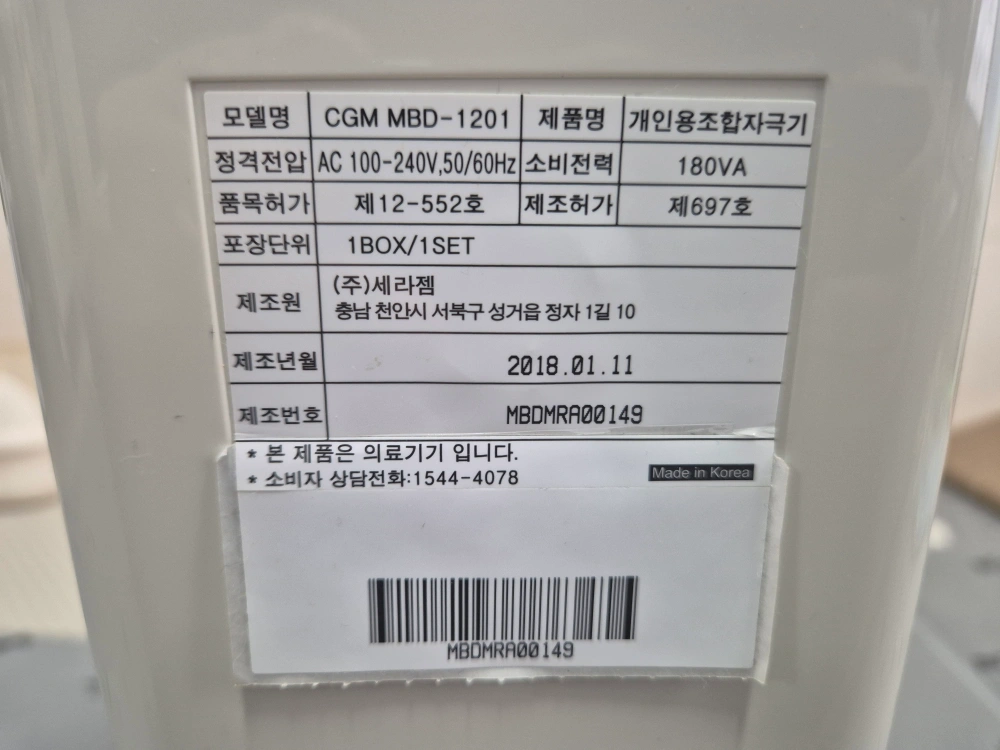 모델명 CGM MBD-1201 제품명 개인용조합자극기
정격전압 AC 100-240V,50/60Hz 소비전력 180VA
품목허가 제12-552호 제조허가 제697호
포장단위 1BOX/1SET
제조원 (주)세라젬
충남 천안시 서북구 성거읍 정자 1길 10
제조년월 2018.01.11
제조번호 MBDMRA00149
* 본 제품은 의료기기 입니다.
* 소비자 상담전화:1544-4078 Made in Korea
MBDMRA00149